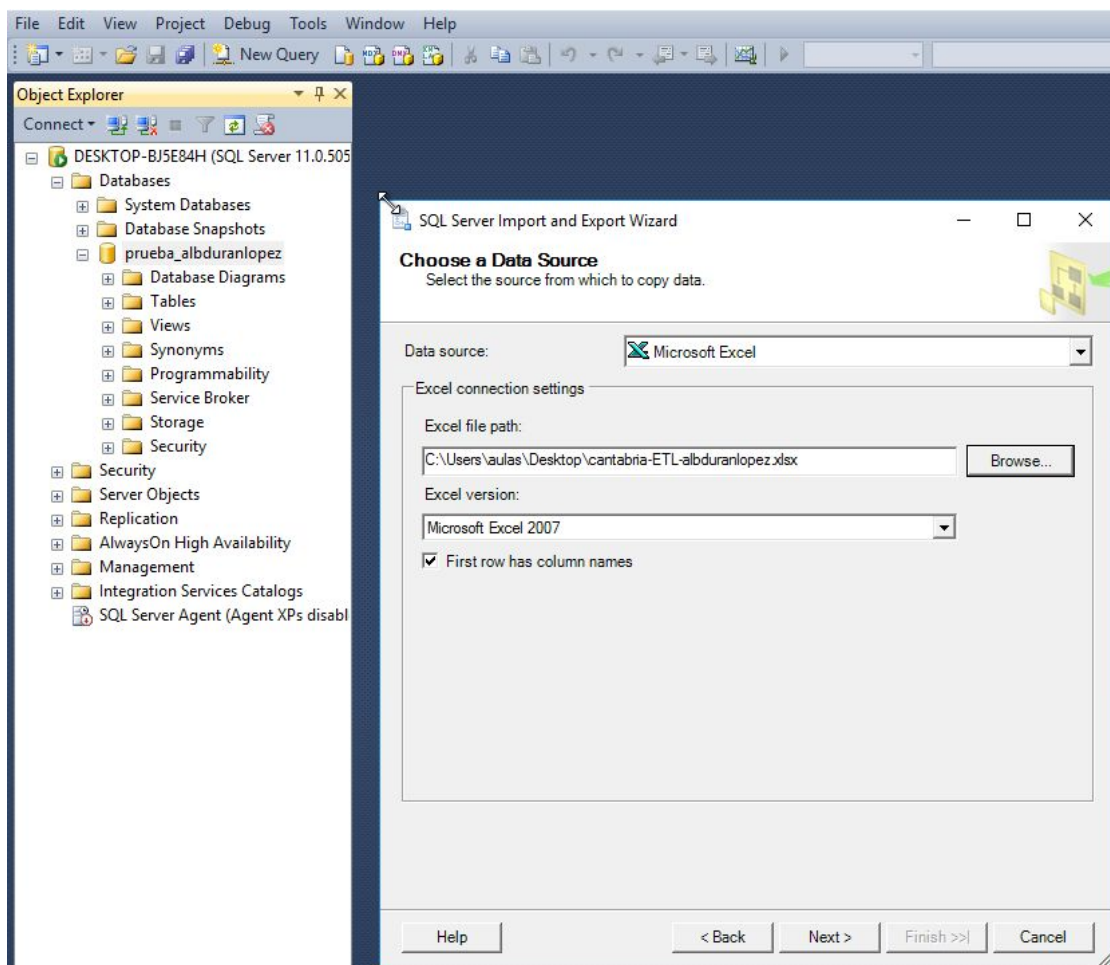 File Edit View Project Debug Tools Window Help
New Query
Object Explorer
Connect
DESKTOP-BJ5E84H (SQL Server 11.0.505
Databases
System Databases
Database Snapshots
prueba_albduranlopez
Database Diagrams
Tables
Views
Synonyms
Programmability
Service Broker
Storage
Security
Security
Server Objects
Replication
AlwaysOn High Availability
Management
Integration Services Catalogs
SQL Server Agent (Agent XPs disabl
SQL Server Import and Export Wizard
Choose a Data Source
Select the source from which to copy data.
Data source: Microsoft Excel
Excel connection settings
Excel file path:
C:\Users\aulas\Desktop\cantabria-ETL-albduranlopez.xlsx Browse...
Excel version:
Microsoft Excel 2007
First row has column names
Help < Back Next > Finish >>| Cancel